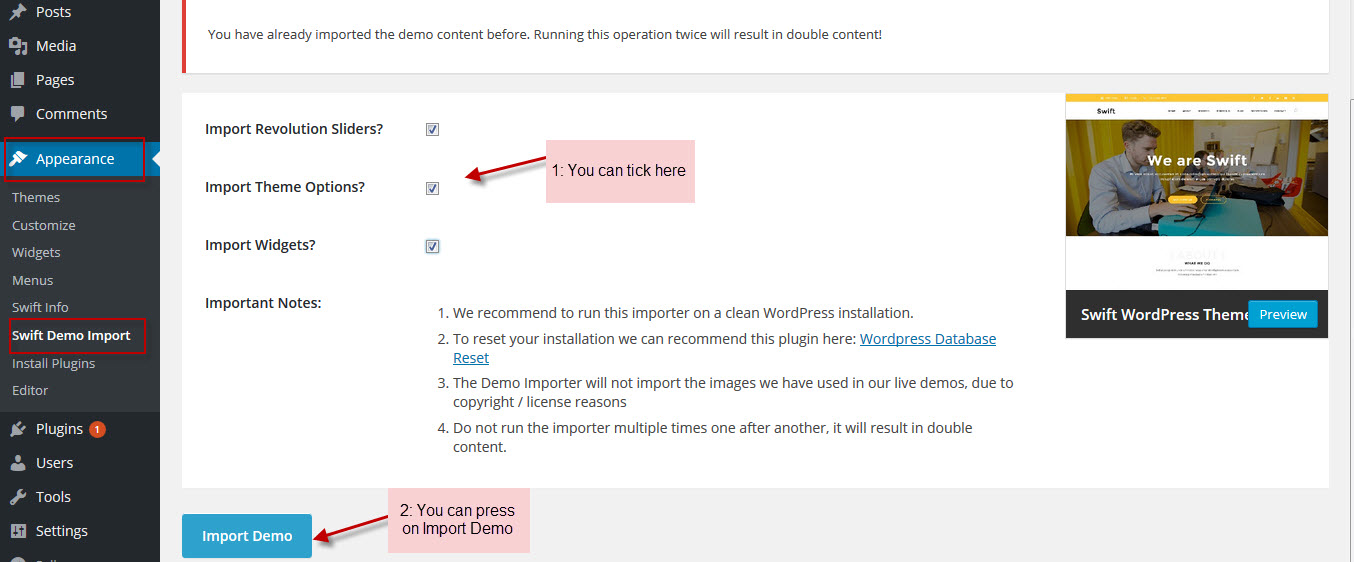 Posts
Media
Pages
Comments
Appearance
Themes
Customize
Widgets
Menus
Swift Info
Swift Demo Import
Install Plugins
Editor
Plugins 1
Users
Tools
Settings
You have already imported the demo content before. Running this operation twice will result in double content!
Import Revolution Sliders?
Import Theme Options?
1: You can tick here
Import Widgets?
Important Notes:
1. We recommend to run this importer on a clean WordPress installation.
2. To reset your installation we can recommend this plugin here: Wordpress Database
Reset
3. The Demo Importer will not import the images we have used in our live demos, due to
copyright / license reasons
4. Do not run the importer multiple times one after another, it will result in double
content.
Swift
We are Swift
WHAT WE DO
Swift WordPress Theme
Preview
2: You can press
on Import Demo
Import Demo